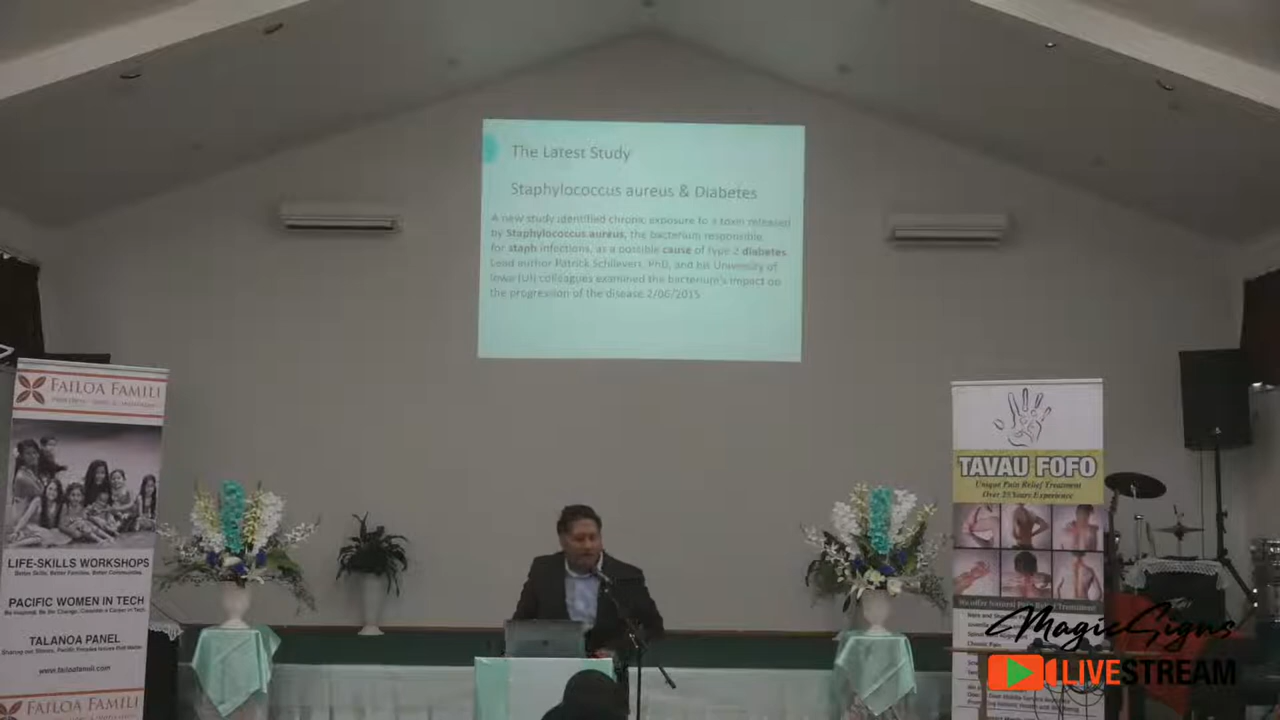 The Latest Study
Staphylococcus aureus & Diabetes
A new study identified chronic exposure to a toxin released
by Staphylococcus aureus, the bacterium responsible
for staph infections, as a possible cause of type 2 diabetes
Lead author Patrick Schlievert, PhD, and his University of
Iowa (UI) colleagues examined the bacterium's impact on
the progression of the disease 2/06/2015
FAILOA FAMILI
LIFE-SKILLS WORKSHOPS
Better Skills, Better Families, Better Communities.
PACIFIC WOMEN IN TECH
TALANOA PANEL
www.failoafamili.com
FAILOA FAMILI
TAVAU FOFO
Unique Pain Relief Treatment
Over 25 Years Experience
We offer Natural
MagicSigns
LIVESTREAM